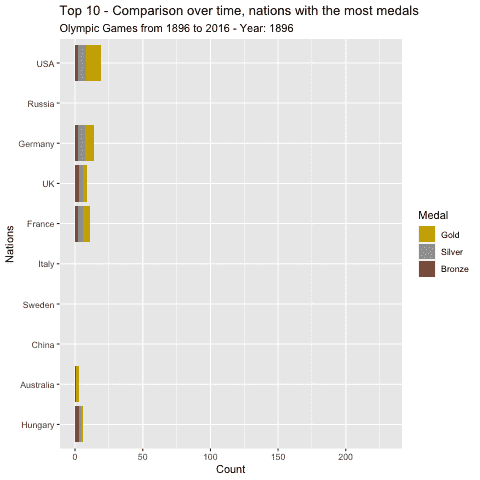 Top 10 - Comparison over time, nations with the most medals
Olympic Games from 1896 to 2016 - Year: 1896
Nations
USA
Russia
Germany
UK
France
Italy
Sweden
China
Australia
Hungary
Medal
Gold
Silver
Bronze
0 50 100 150 200
Count